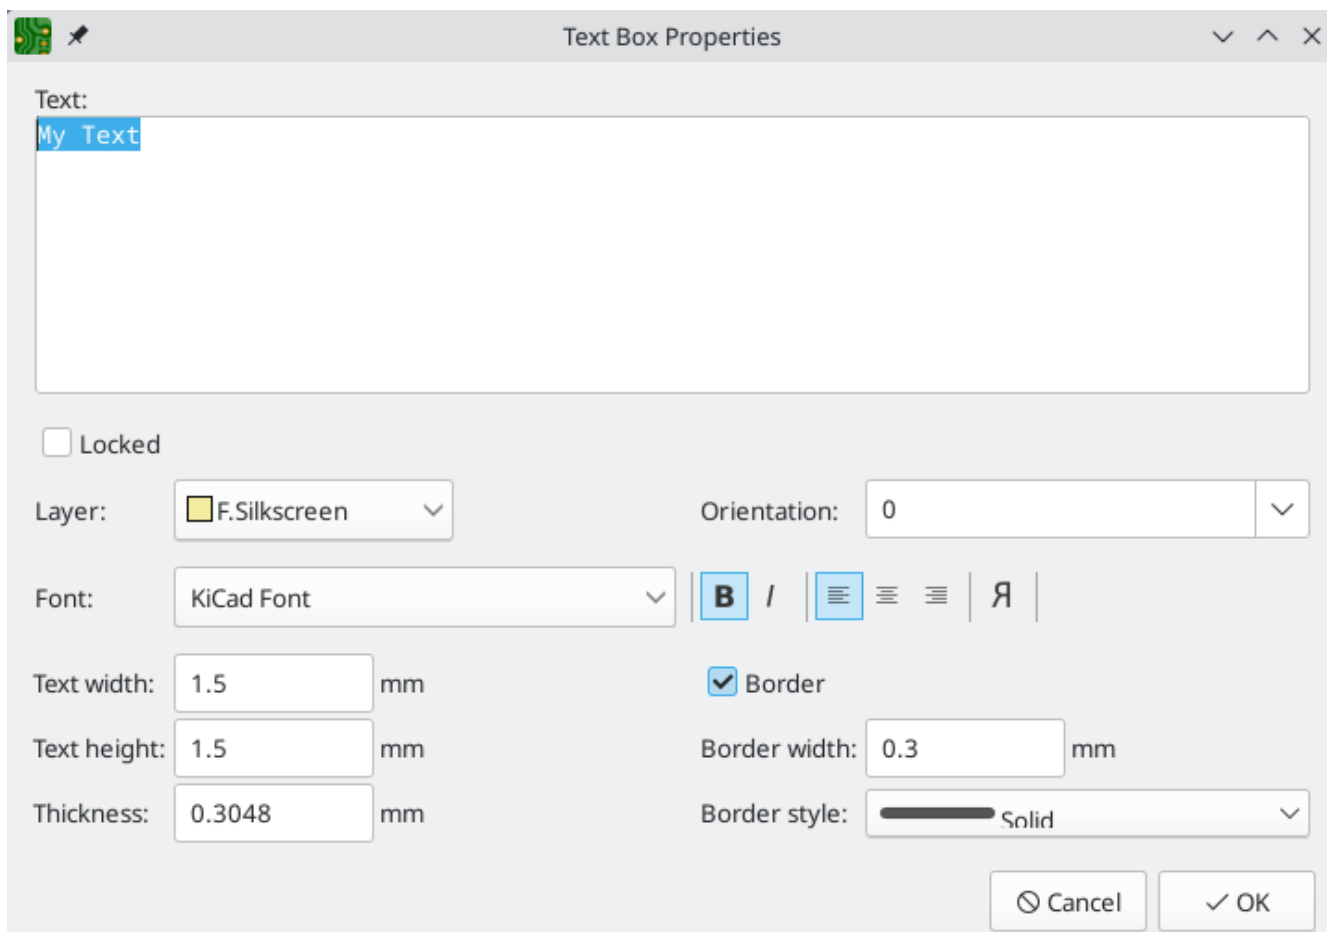 Text Box Properties
Text:
My Text
Locked
Layer: F.Silkscreen Orientation: 0
Font: KiCad Font B I Я
Text width: 1.5 mm Border
Text height: 1.5 mm Border width: 0.3 mm
Thickness: 0.3048 mm Border style: Solid
Cancel OK